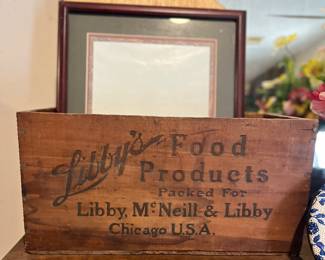 Libby's Food
Products
Packed For
Libby, McNeill & Libby
Chicago U.S.A.